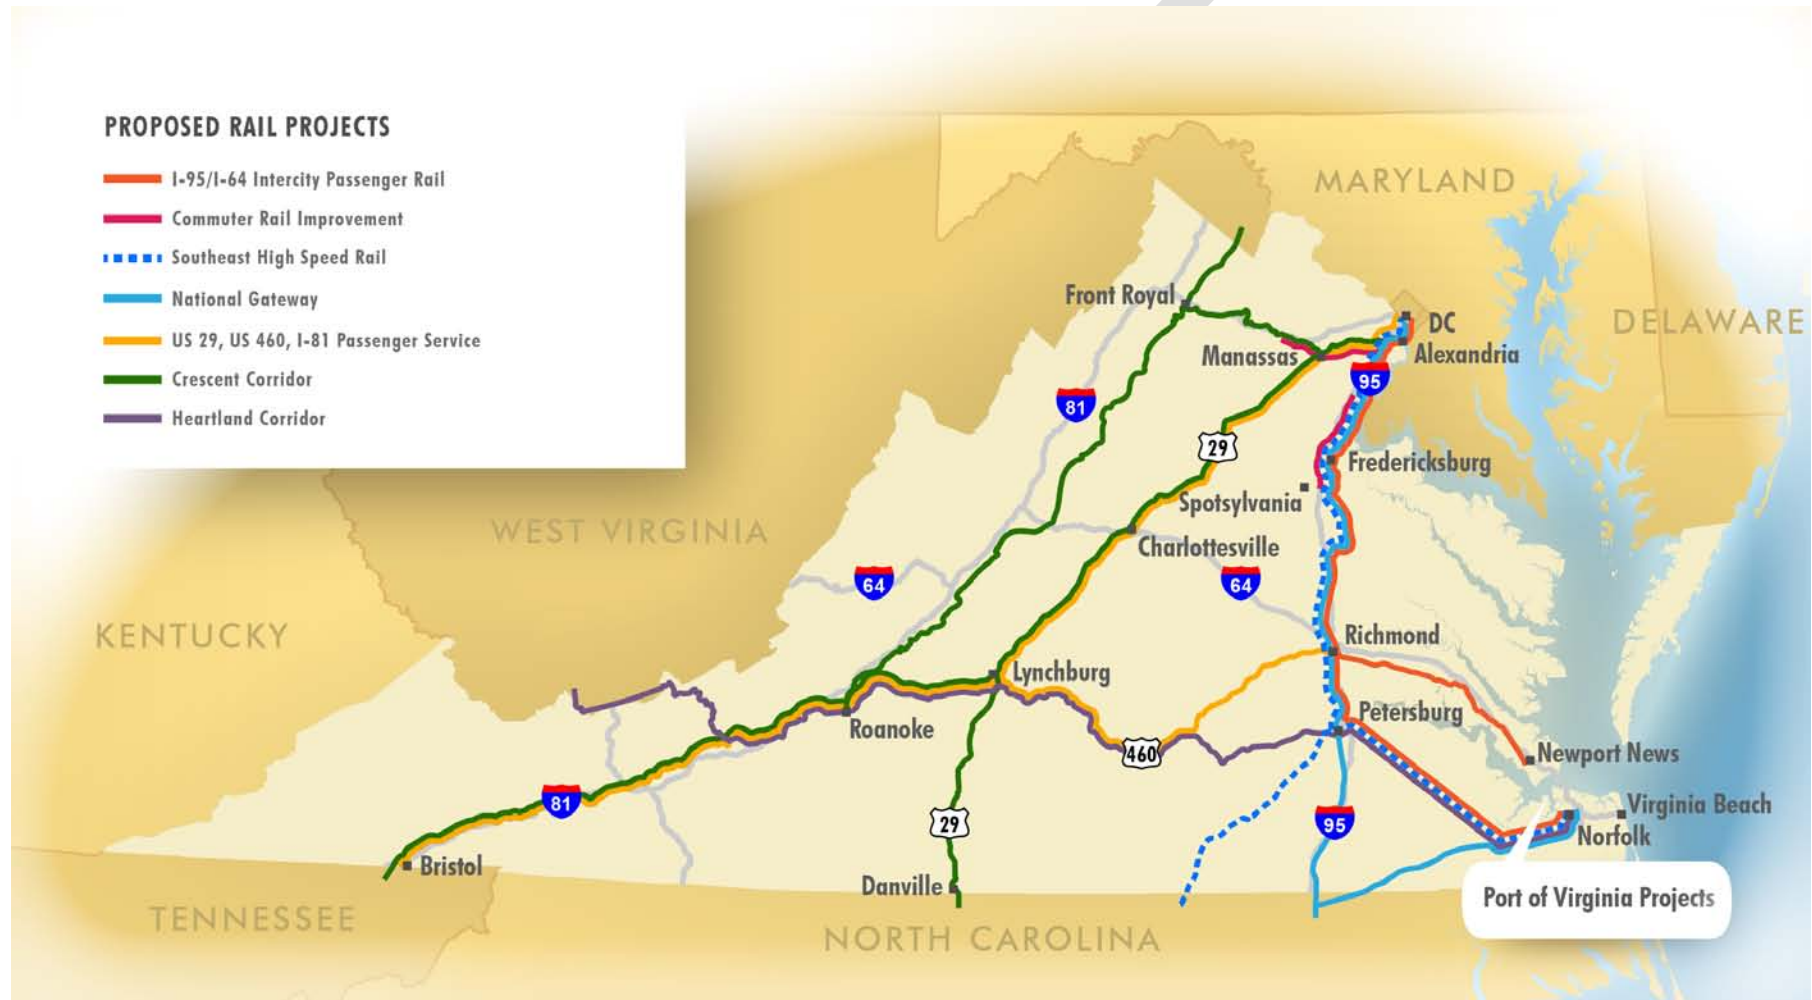 PROPOSED RAIL PROJECTS
I-95/I-64 Intercity Passenger Rail
Commuter Rail Improvement
Southeast High Speed Rail
National Gateway
US 29, US 460, I-81 Passenger Service
Crescent Corridor
Heartland Corridor
MARYLAND
Front Royal
DC
DELAWARE
Manassas
Alexandria
95
81
29
Fredericksburg
Spotsylvania
WEST VIRGINIA
Charlottesville
64
64
KENTUCKY
Richmond
Lynchburg
Petersburg
Roanoke
460
Newport News
81
Virginia Beach
29
95
Norfolk
Bristol
Danville
Port of Virginia Projects
TENNESSEE
NORTH CAROLINA